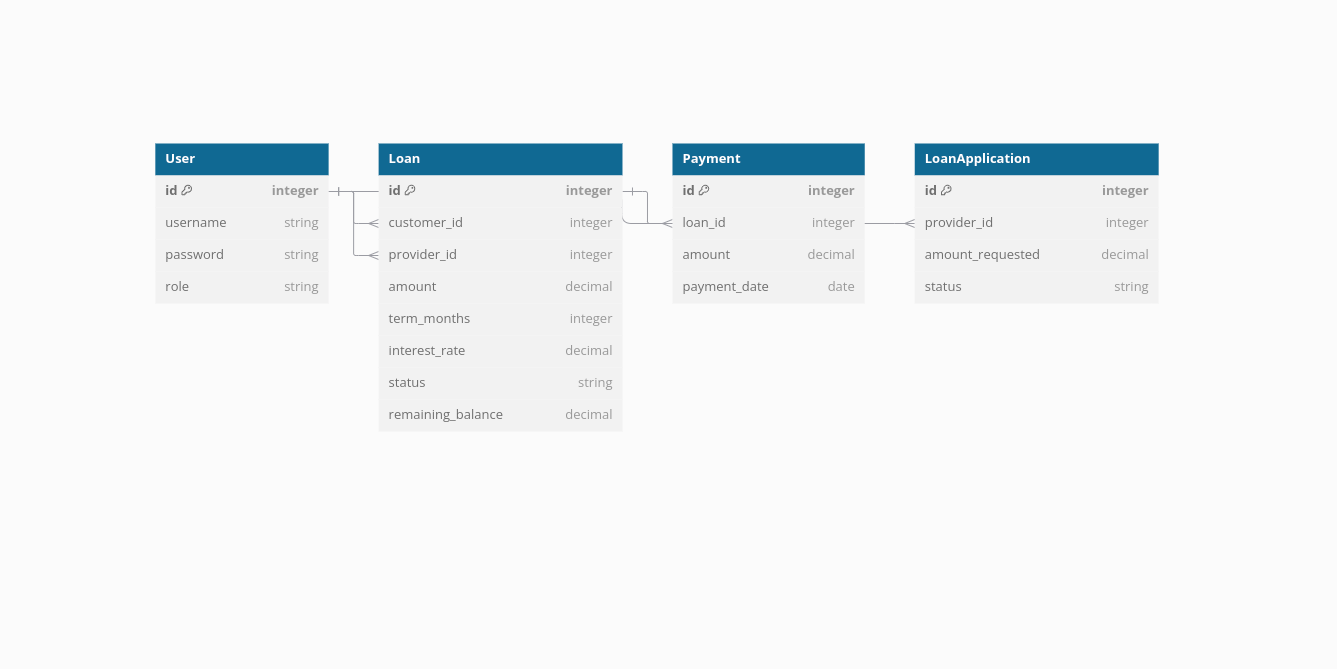 User
id integer
username string
password string
role string
Loan
id integer
customer_id integer
provider_id integer
amount decimal
term_months integer
interest_rate decimal
status string
remaining_balance decimal
Payment
id integer
loan_id integer
amount decimal
payment_date date
LoanApplication
id integer
provider_id integer
amount_requested decimal
status string